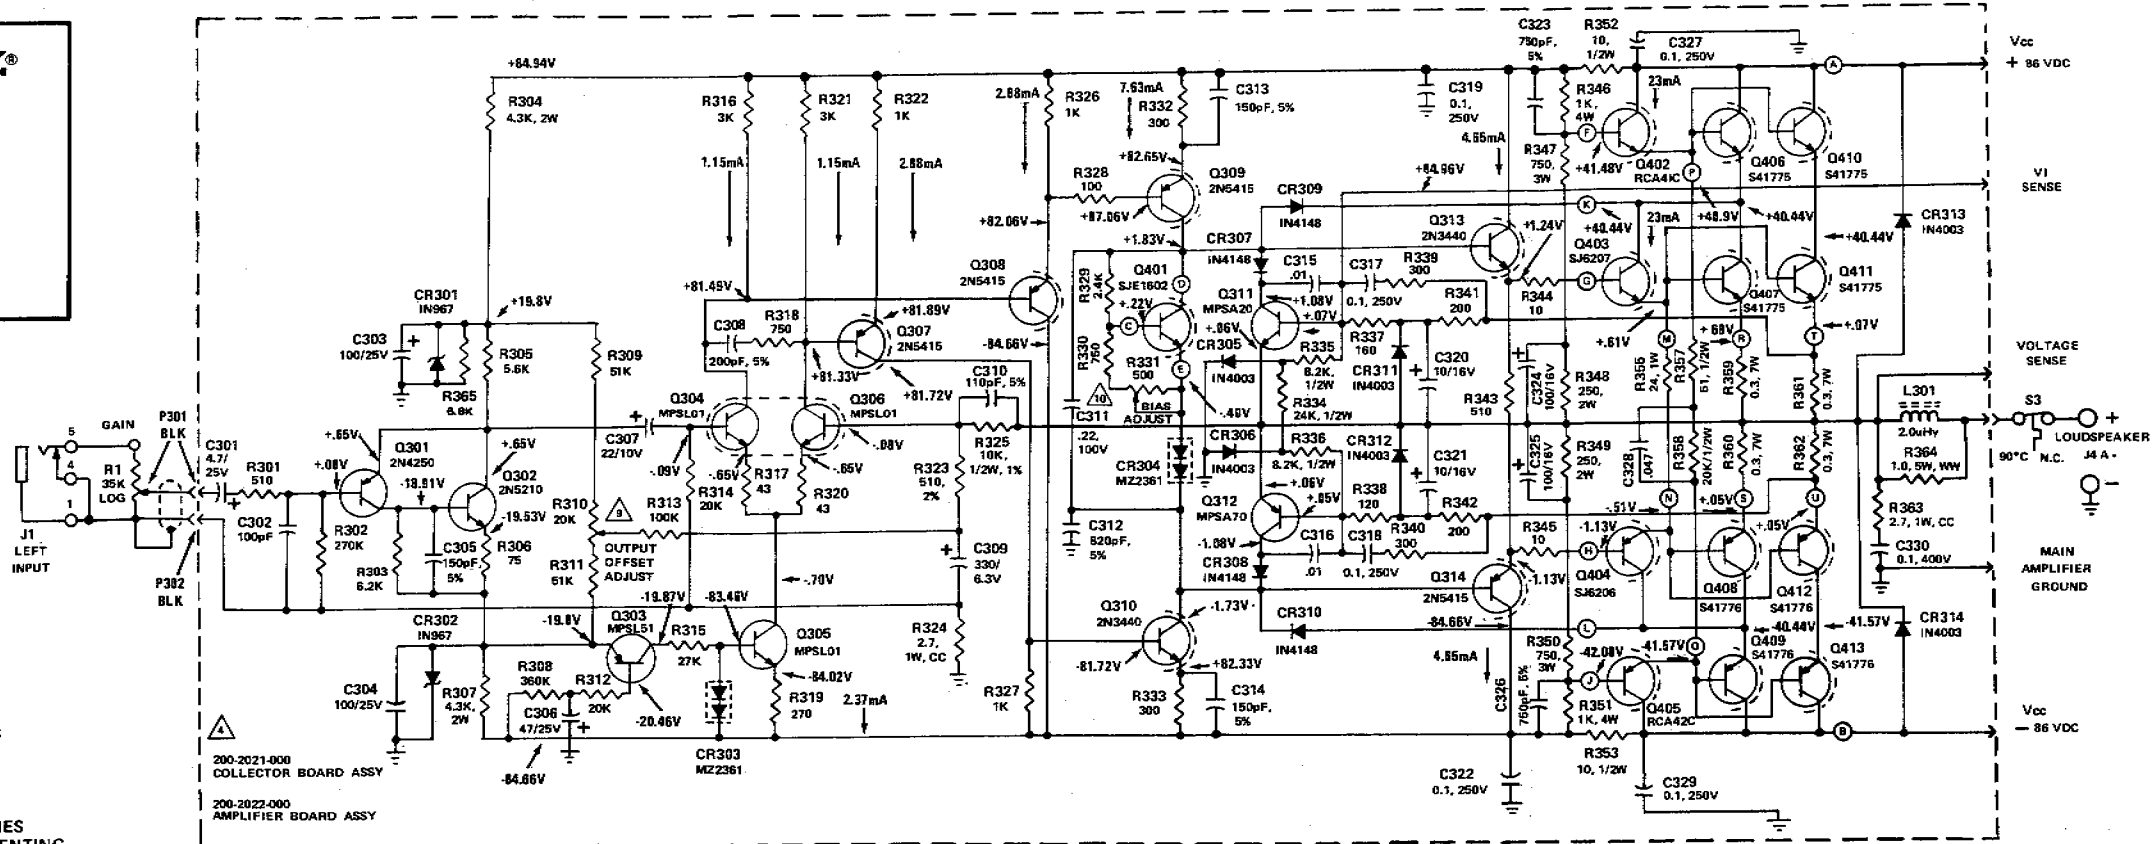 ®
C323
750pF,
5%
R352
10,
1/2W
C327
0.1, 250V
Vcc
+ 86 VDC
+84.94V
A
R304
4.3K, 2W
R316
3K
R321
3K
R322
1K
2.88mA
R326
1K
7.63mA
R332
300
C313
150pF, 5%
C319
0.1,
250V
R346
1K,
4W
23mA
F
4.65mA
R347
750,
3W
+41.48V
Q402
RCA41C
P
Q406
S41775
Q410
S41775
1.15mA
1.15mA
2.88mA
+82.65V
R328
100
Q309
2N5415
+84.96V
VI
SENSE
CR309
IN4148
K
+82.06V
+87.06V
Q313
2N3440
+1.24V
+40.44V
23mA
+40.9V
+40.44V
CR313
IN4003
+1.83V
CR307
IN4148
Q403
SJ6207
+40.44V
Q308
2N5415
R329
2.4K
Q401
SJE1602
D
C315
.01
C317
0.1, 250V
R339
300
G
R344
10
Q407
S41775
Q411
S41775
CR301
IN967
+19.8V
+81.49V
+.22V
C
Q311
MPSA20
+1.08V
+.07V
R341
200
C303
100/25V
C308
200pF, 5%
R318
750
+81.89V
Q307
2N5415
-84.66V
R330
750
+.06V
CR305
IN4003
R335
8.2K,
1/2W
R337
160
+.61V
M
+.68V
R
T
+.07V
R305
5.6K
R309
51K
+81.33V
+81.72V
R331
500
E
CR311
IN4003
C320
10/16V
C324
100/16V
R348
250,
2W
R355
24, 1W
R357
51, 1/2W
R359
0.3, 7W
R361
0.3, 7W
VOLTAGE
SENSE
R365
6.8K
C310
110pF, 5%
10
BIAS
ADJUST
-.49V
R334
24K, 1/2W
R343
510
L301
2.0uHy
S3
+
GAIN
P301
BLK
Q304
MPSL01
Q306
MPSL01
C311
.22,
100V
LOUDSPEAKER
J4 A -
5
C301
4.7/
25V
+.65V
Q301
2N4250
+.65V
C307
22/10V
-.08V
R325
10K,
1/2W, 1%
CR306
IN4003
R336
8.2K, 1/2W
CR312
IN4003
C325
100/16V
R349
250,
2W
C328
.047
R358
20K/1W
R360
0.3, 7W
R362
0.3, 7W
R364
1.0, 5W, WW
90°C
N.C.
4
R1
35K
LOG
R301
510
+.08V
-18.91V
Q302
2N5210
-.09V
-.65V
R317
43
-.65V
R323
510,
2%
CR304
MZ2361
C321
10/16V
−
1
R310
20K
9
R313
100K
R314
20K
R320
43
Q312
MPSA70
+.06V
+.05V
R338
120
R342
200
N
-.51V
+.05V
S
U
R363
2.7, 1W, CC
J1
LEFT
INPUT
C302
100pF
R302
270K
-19.53V
C312
820pF,
5%
-1.08V
R340
300
R345
10
-1.13V
H
+.05V
C305
150pF,
5%
R306
75
OUTPUT
OFFSET
ADJUST
C309
330/
6.3V
C316
.01
C318
0.1, 250V
C330
0.1, 400V
MAIN
AMPLIFIER
GROUND
P302
BLK
R303
6.2K
R311
51K
-.70V
CR308
IN4148
Q314
2N5415
-1.13V
Q404
SJ6206
Q408
S41776
Q412
S41776
CR302
IN967
-19.8V
Q303
MPSL51
-19.87V
-83.46V
Q310
2N3440
-1.73V
CR310
IN4148
L
-84.66V
-40.44V
-41.57V
CR314
IN4003
R315
27K
Q305
MPSL01
R324
2.7,
1W, CC
R350
750,
3W
-42.08V
-41.57V
Q409
S41776
Q413
S41776
R308
360K
R312
20K
-84.02V
-81.72V
+82.33V
4.65mA
C304
100/25V
R307
4.3K,
2W
C306
47/25V
-20.46V
R319
270
2.37mA
R327
1K
R333
300
C314
150pF,
5%
C326
750pF, 5%
J
R351
1K, 4W
Q405
RCA42C
4
Vcc
− 86 VDC
B
200-2021-000
COLLECTOR BOARD ASSY
-84.66V
CR303
MZ2361
R353
10, 1/2W
C322
0.1, 250V
C329
0.1, 250V
200-2022-000
AMPLIFIER BOARD ASSY
IES
ENTING